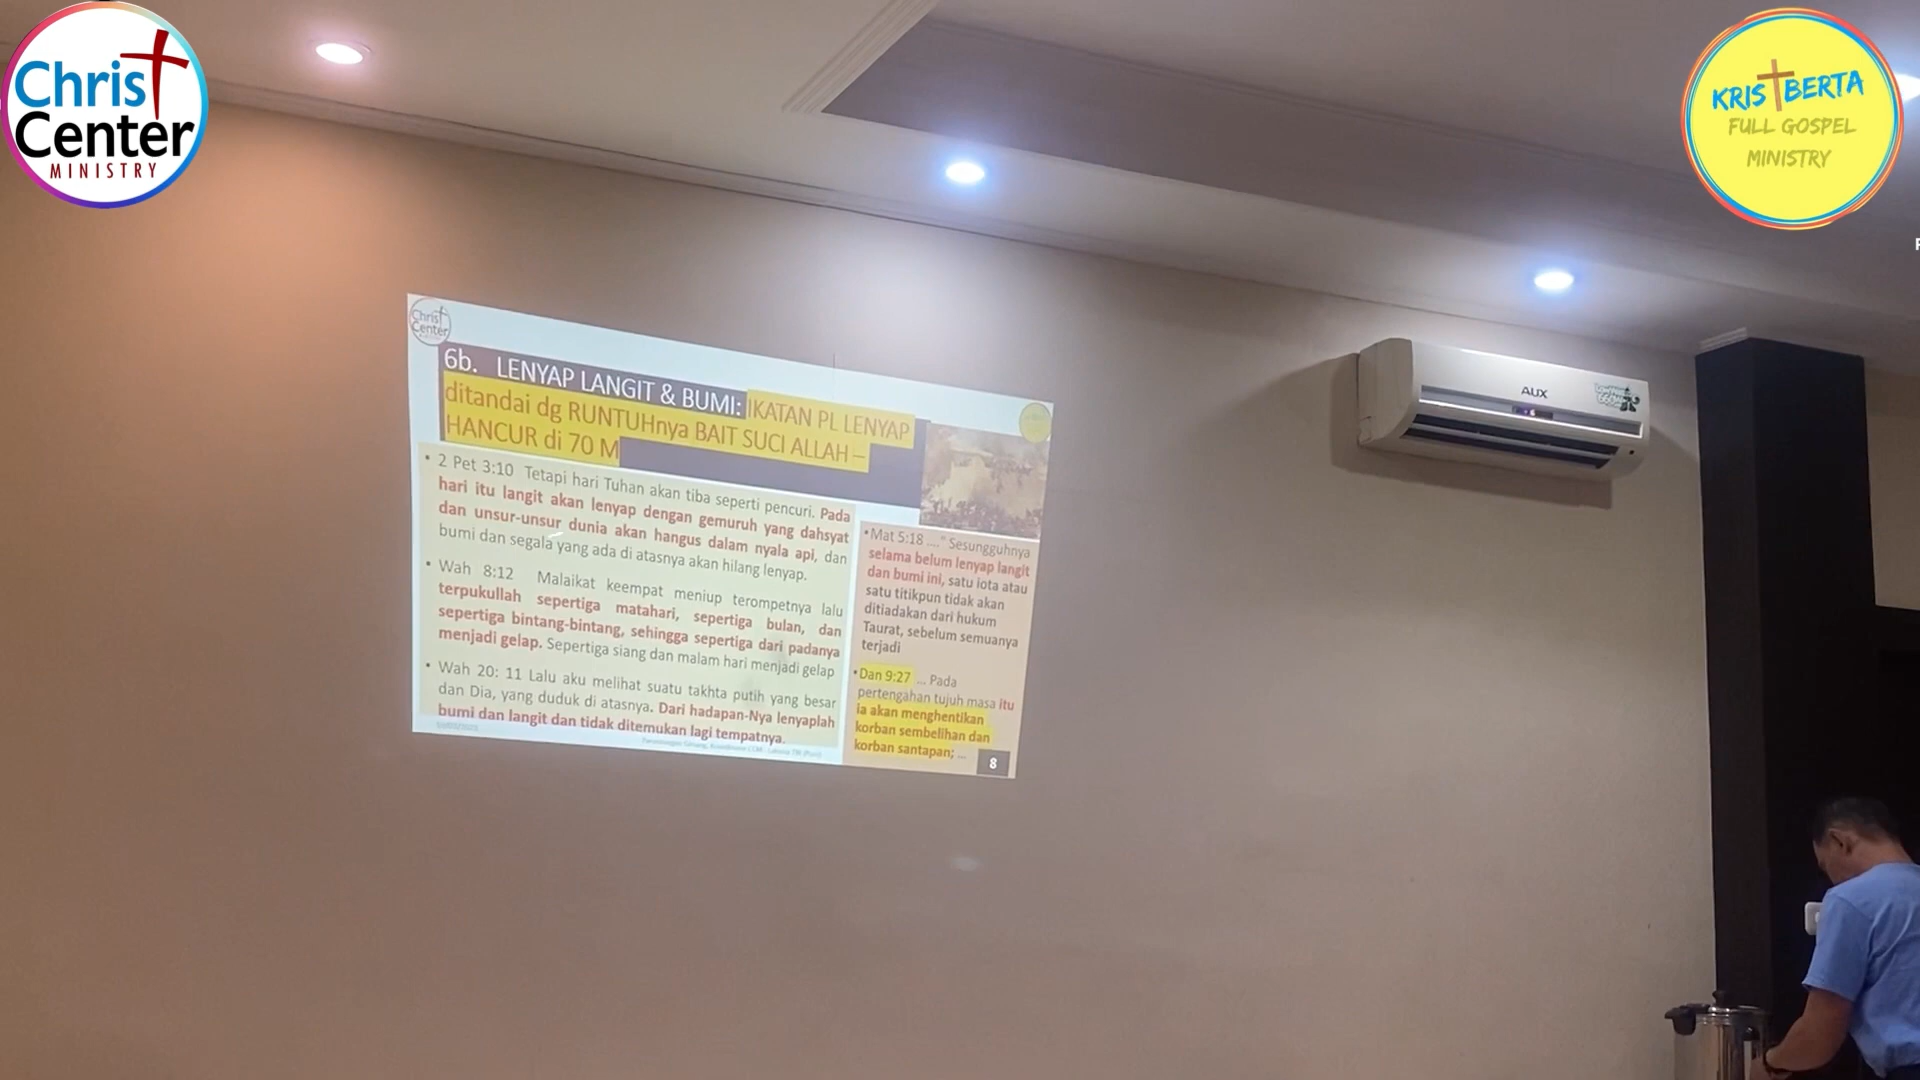 Christ
Center
MINISTRY
KRISTBERTA
FULL GOSPEL
MINISTRY
Christ
Center
6b. LENYAP LANGIT & BUMI: IKATAN PL LENYAP
ditandai dg RUNTUHnya BAIT SUCI ALLAH –
HANCUR di 70 M
• 2 Pet 3:10 Tetapi hari Tuhan akan tiba seperti pencuri. Pada
hari itu langit akan lenyap dengan gemuruh yang dahsyat
dan unsur-unsur dunia akan hangus dalam nyala api, dan
bumi dan segala yang ada di atasnya akan hilang lenyap.
• Wah 8:12 Malaikat keempat meniup terompetnya lalu
terpukullah sepertiga matahari, sepertiga bulan, dan
sepertiga bintang-bintang, sehingga sepertiga dari padanya
menjadi gelap. Sepertiga siang dan malam hari menjadi gelap
• Wah 20: 11 Lalu aku melihat suatu takhta putih yang besar
dan Dia, yang duduk di atasnya. Dari hadapan-Nya lenyaplah
bumi dan langit dan tidak ditemukan lagi tempatnya.
• Mat 5:18 ...." Sesungguhnya
selama belum lenyap langit
dan bumi ini, satu iota atau
satu titikpun tidak akan
ditiadakan dari hukum
Taurat, sebelum semuanya
terjadi
• Dan 9:27 ... Pada
pertengahan tujuh masa itu
ia akan menghentikan
korban sembelihan dan
korban santapan; ...
8
AUX